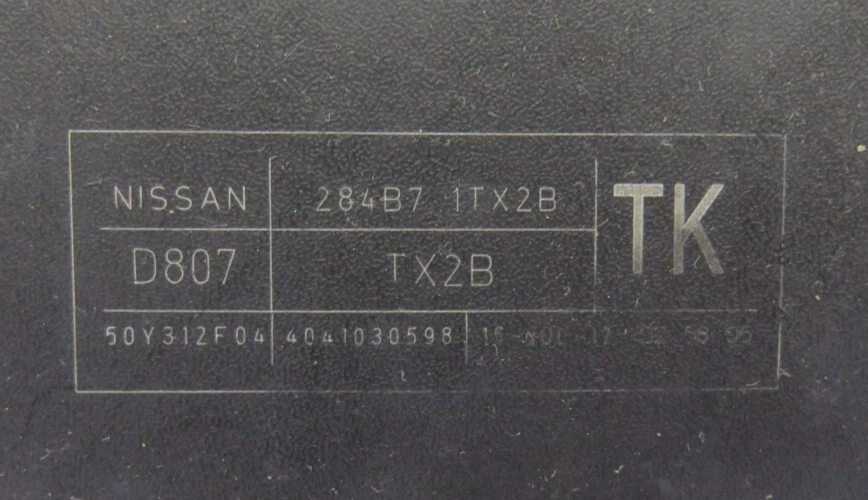 NISSAN 284B7 1TX2B TK
D807 TX2B
50Y312F04 4041030598